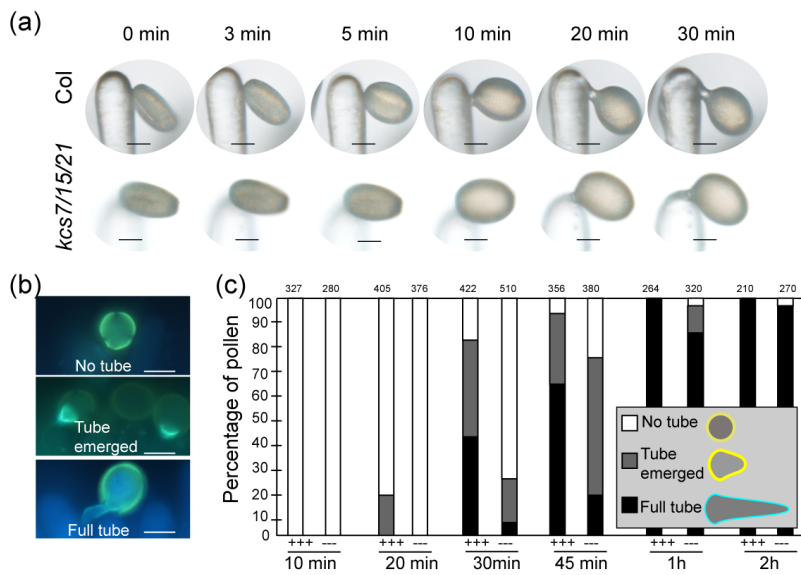 (a)
0 min 3 min 5 min 10 min 20 min 30 min
Col
kcs7/15/21
(b)
No tube
Tube
emerged
Full tube
(c)
327 280 405 376 422 510 356 380 264 320 210 270
Percentage of pollen
100
90
80
70
60
50
40
30
20
10
0
No tube
Tube
emerged
Full tube
+++ --- +++ --- +++ --- +++ --- +++ --- +++ ---
10 min 20 min 30min 45 min 1h 2h